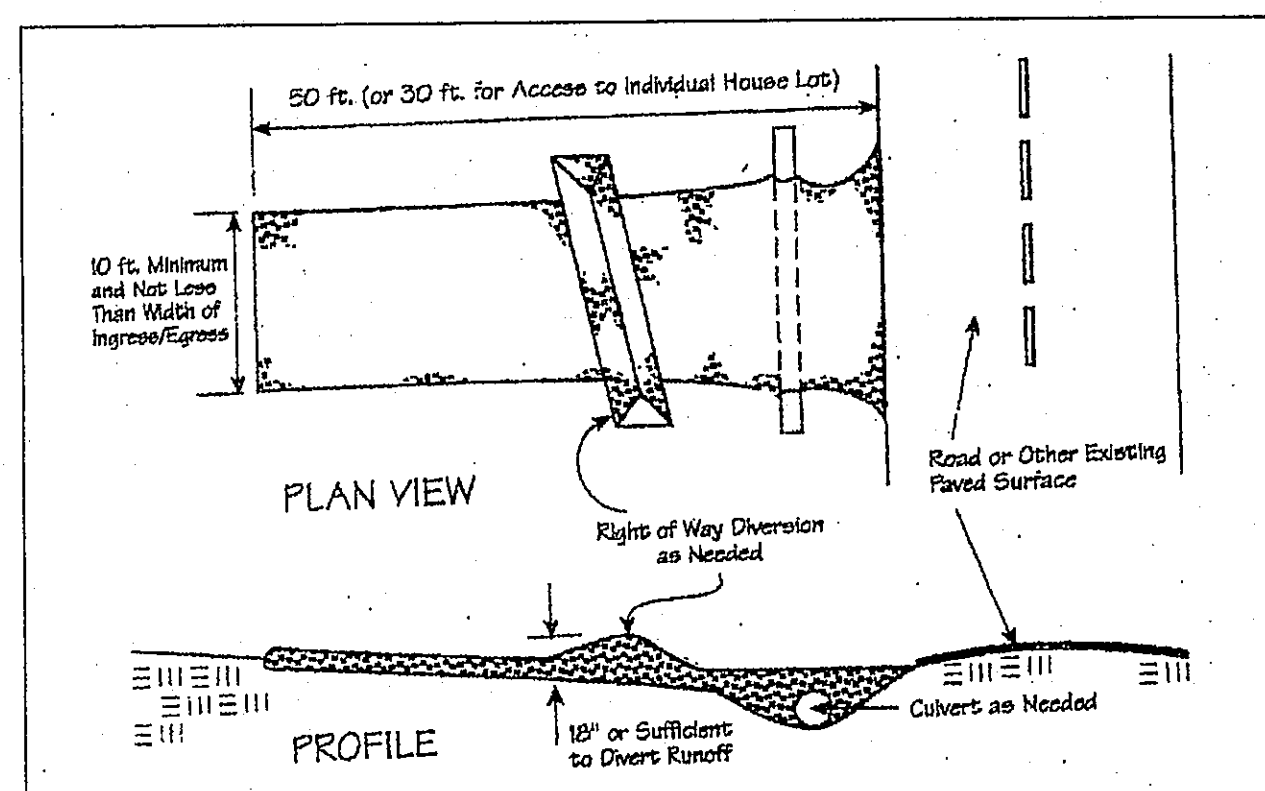 50 ft. (or 30 ft. for Access to Individual House Lot)
10 ft. Minimum
and Not Less
Than Width of
Ingress/Egress
PLAN VIEW
Road or Other Existing
Paved Surface
Right of Way Diversion
as Needed
Culvert as Needed
18" or Sufficient
to Divert Runoff
PROFILE